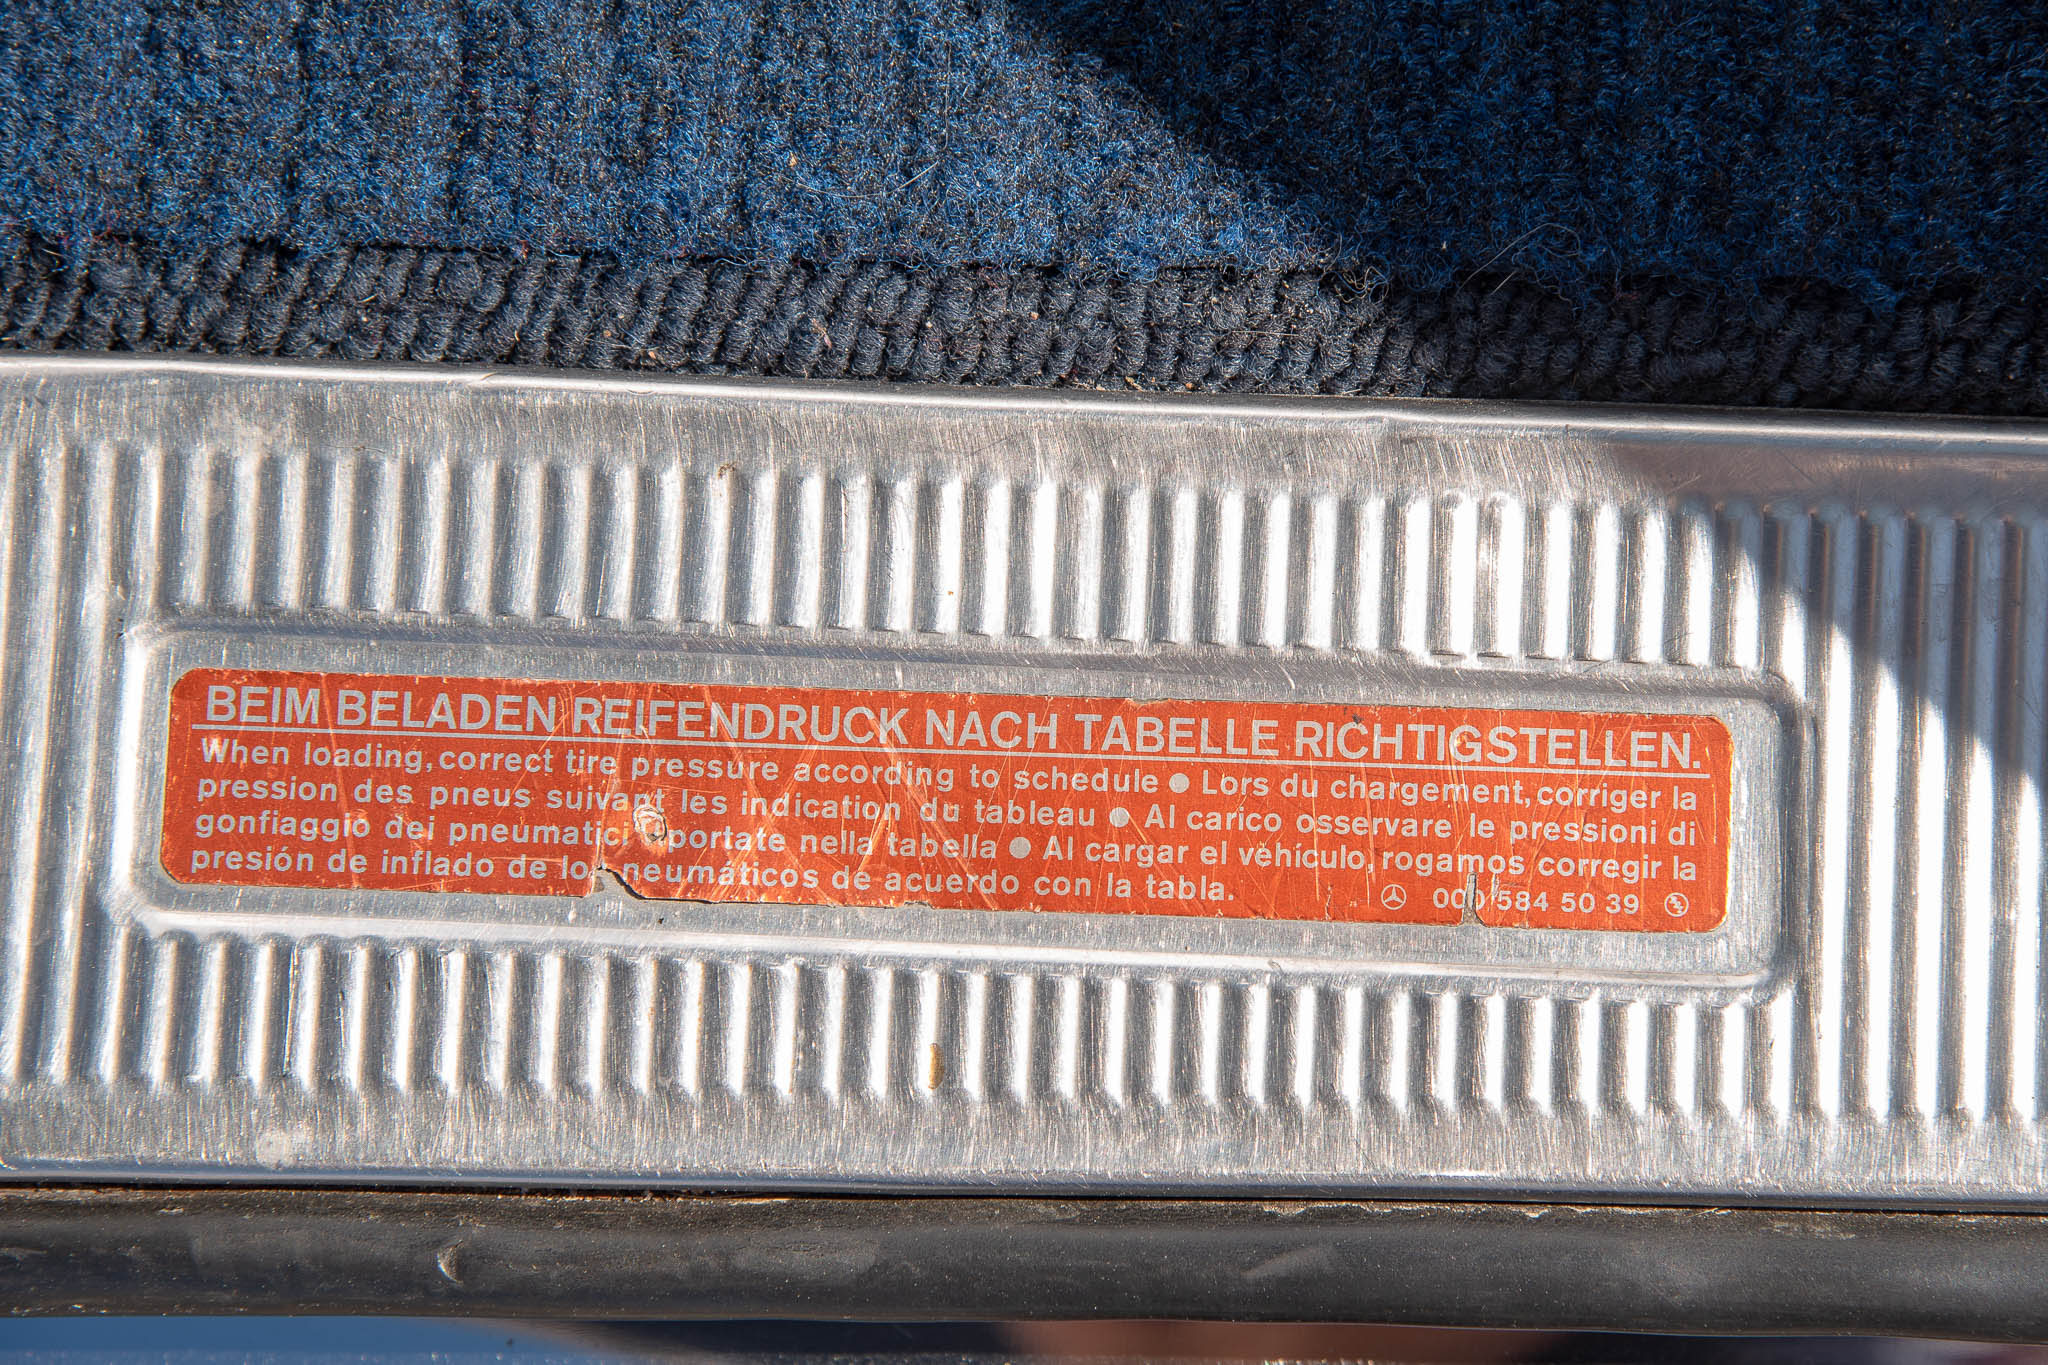 BEIM BELADEN REIFENDRUCK NACH TABELLE RICHTIGSTELLEN.
When loading, correct tire pressure according to schedule ● Lors du chargement, corriger la
pression des pneus suivant les indication du tableau ● Al carico osservare le pressioni di
gonfiaggio dei pneumatici portate nella tabella ● Al cargar el vehículo, rogamos corregir la
presión de inflado de los neumáticos de acuerdo con la tabla.
000 584 50 39